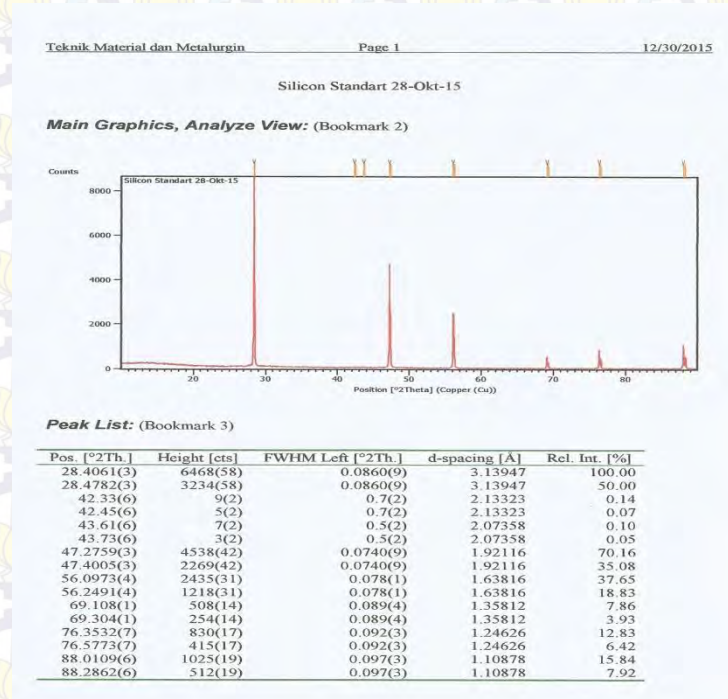 Teknik Material dan Metalurgin Page 1 12/30/2015
Silicon Standart 28-Okt-15
Main Graphics, Analyze View: (Bookmark 2)
Counts
Silicon Standart 28-Okt-15
8000
6000
4000
2000
0
20 30 40 50 60 70 80
Position [°2Theta] (Copper (Cu))
Peak List: (Bookmark 3)
Pos. [°2Th.] Height [cts] FWHM Left [°2Th.] d-spacing [Å] Rel. Int. [%]
28.4061(3) 6468(58) 0.0860(9) 3.13947 100.00
28.4782(3) 3234(58) 0.0860(9) 3.13947 50.00
42.33(6) 9(2) 0.7(2) 2.13323 0.14
42.45(6) 5(2) 0.7(2) 2.13323 0.07
43.61(6) 7(2) 0.5(2) 2.07358 0.10
43.73(6) 3(2) 0.5(2) 2.07358 0.05
47.2759(3) 4538(42) 0.0740(9) 1.92116 70.16
47.4005(3) 2269(42) 0.0740(9) 1.92116 35.08
56.0973(4) 2435(31) 0.078(1) 1.63816 37.65
56.2491(4) 1218(31) 0.078(1) 1.63816 18.83
69.108(1) 508(14) 0.089(4) 1.35812 7.86
69.304(1) 254(14) 0.089(4) 1.35812 3.93
76.3532(7) 830(17) 0.092(3) 1.24626 12.83
76.5773(7) 415(17) 0.092(3) 1.24626 6.42
88.0109(6) 1025(19) 0.097(3) 1.10878 15.84
88.2862(6) 512(19) 0.097(3) 1.10878 7.92